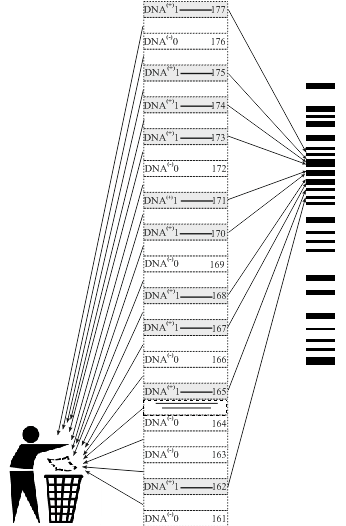 DNA(+)1 177
DNA(-)0 176
DNA(+)1 175
DNA(+)1 174
DNA(+)1 173
DNA(-)0 172
DNA(+)1 171
DNA(+)1 170
DNA(-)0 169
DNA(+)1 168
DNA(+)1 167
DNA(-)0 166
DNA(+)1 165
DNA(-)0 164
DNA(-)0 163
DNA(+)1 162
DNA(-)0 161